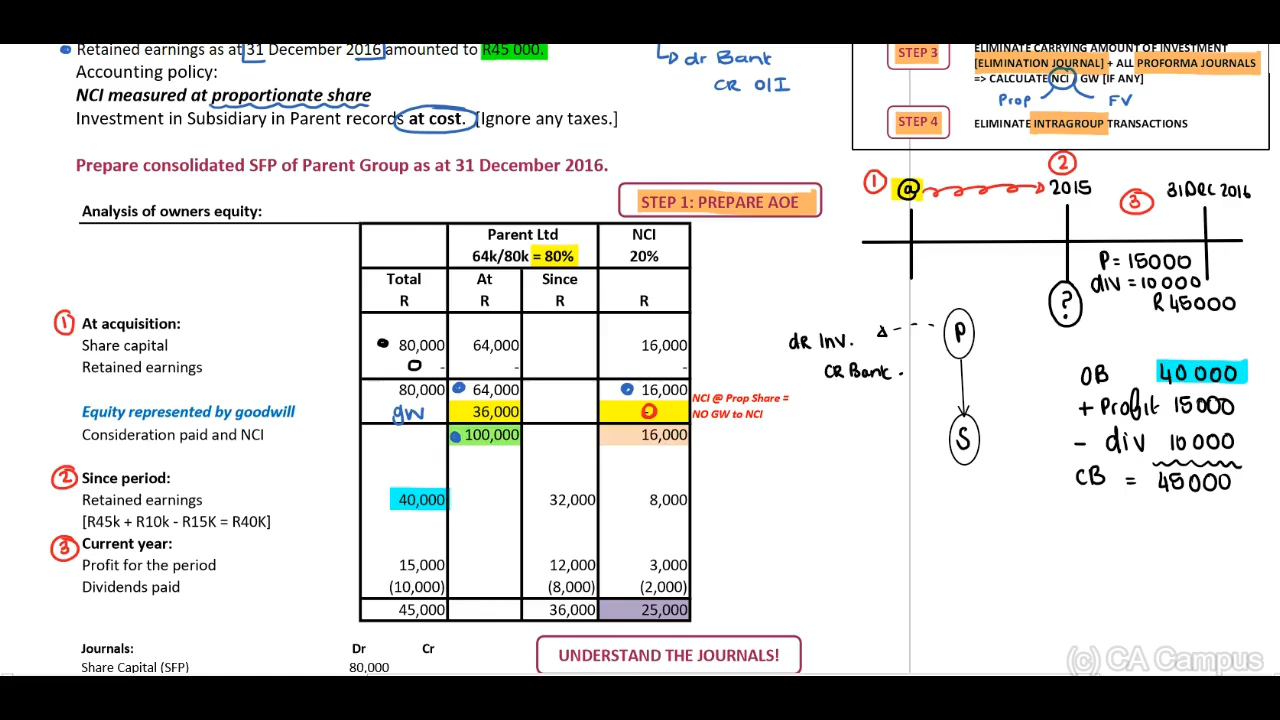 Retained earnings as at 31 December 2016 amounted to R45 000.
Accounting policy:
NCI measured at proportionate share
Investment in Subsidiary in Parent records at cost. [Ignore any taxes.]
dr Bank
CR OII
STEP 3
ELIMINATE CARRYING AMOUNT OF INVESTMENT
[ELIMINATION JOURNAL] + ALL PROFORMA JOURNALS
=> CALCULATE NCI / GW [IF ANY]
Prop FV
STEP 4 ELIMINATE INTRAGROUP TRANSACTIONS
Prepare consolidated SFP of Parent Group as at 31 December 2016.
STEP 1: PREPARE AOE
Analysis of owners equity:
Parent Ltd NCI
64k/80k = 80% 20%
Total At Since
R R R R
1 At acquisition:
Share capital 80,000 64,000 16,000
Retained earnings 0 - - -
80,000 64,000 16,000
Equity represented by goodwill gw 36,000 0
NCI @ Prop Share =
NO GW to NCI
Consideration paid and NCI 100,000 16,000
2 Since period:
Retained earnings 40,000 32,000 8,000
[R45k + R10k - R15K = R40K]
3 Current year:
Profit for the period 15,000 12,000 3,000
Dividends paid (10,000) (8,000) (2,000)
45,000 36,000 25,000
Journals: Dr Cr
Share Capital (SFP) 80,000
UNDERSTAND THE JOURNALS!
1 @ 2 2015 3 31 DEC 2016
P = 15000
div = 10000
R45000
?
dR Inv. P
CR Bank.
S
OB 40000
+ Profit 15000
- div 10000
CB = 45000
(c) CA Campus